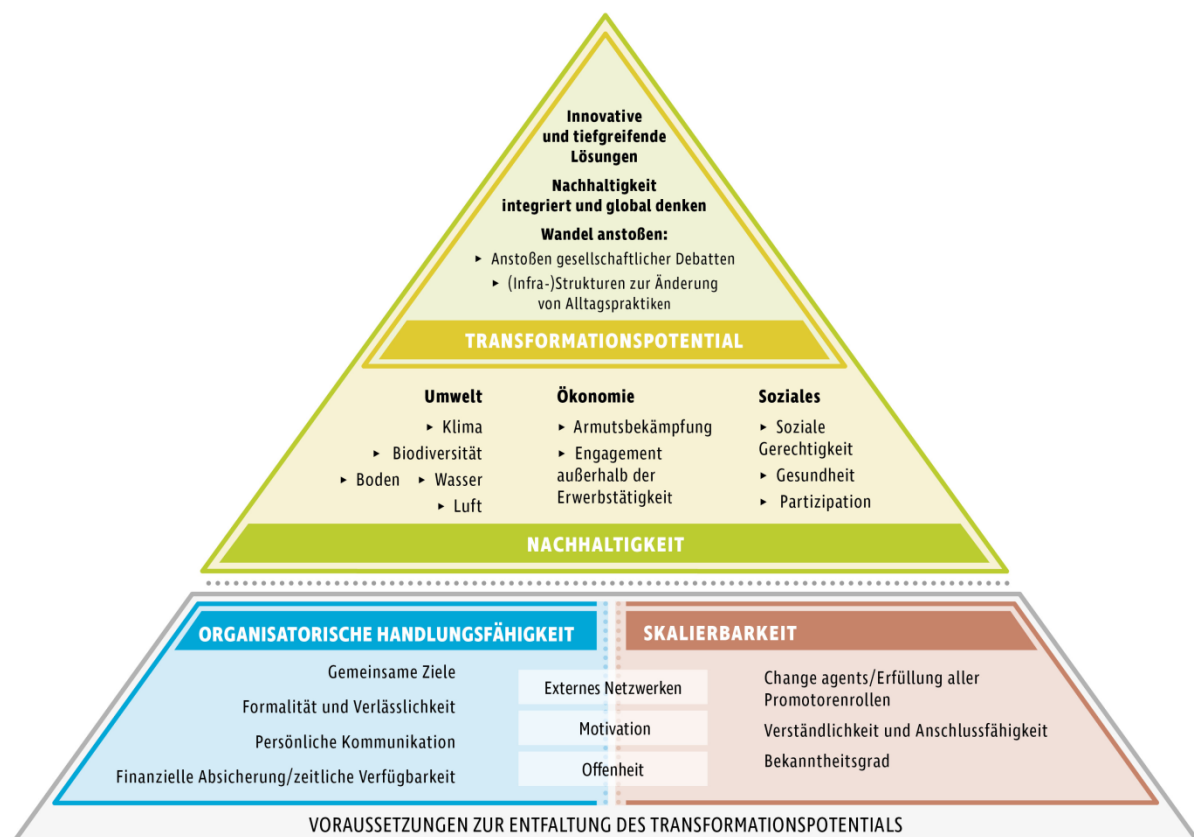 Innovative
und tiefgreifende
Lösungen
Nachhaltigkeit
integriert und global denken
Wandel anstoßen:
▸ Anstoßen gesellschaftlicher Debatten
▸ (Infra-)Strukturen zur Änderung
von Alltagspraktiken
TRANSFORMATIONSPOTENTIAL
Umwelt
▸ Klima
▸ Biodiversität
▸ Boden ▸ Wasser
▸ Luft
Ökonomie
▸ Armutsbekämpfung
▸ Engagement
außerhalb der
Erwerbstätigkeit
Soziales
▸ Soziale
Gerechtigkeit
▸ Gesundheit
▸ Partizipation
NACHHALTIGKEIT
ORGANISATORISCHE HANDLUNGSFÄHIGKEIT
Gemeinsame Ziele
Formalität und Verlässlichkeit
Persönliche Kommunikation
Finanzielle Absicherung/zeitliche Verfügbarkeit
Externes Netzwerken
Motivation
Offenheit
SKALIERBARKEIT
Change agents/Erfüllung aller
Promotorenrollen
Verständlichkeit und Anschlussfähigkeit
Bekanntheitsgrad
VORAUSSETZUNGEN ZUR ENTFALTUNG DES TRANSFORMATIONSPOTENTIALS